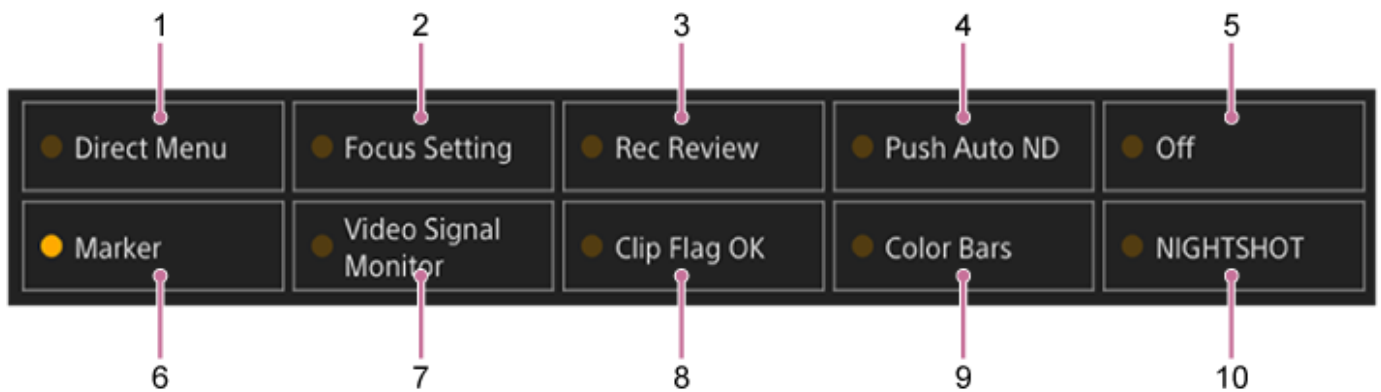 1 2 3 4 5
Direct Menu Focus Setting Rec Review Push Auto ND Off
Marker Video Signal Monitor Clip Flag OK Color Bars NIGHTSHOT
6 7 8 9 10